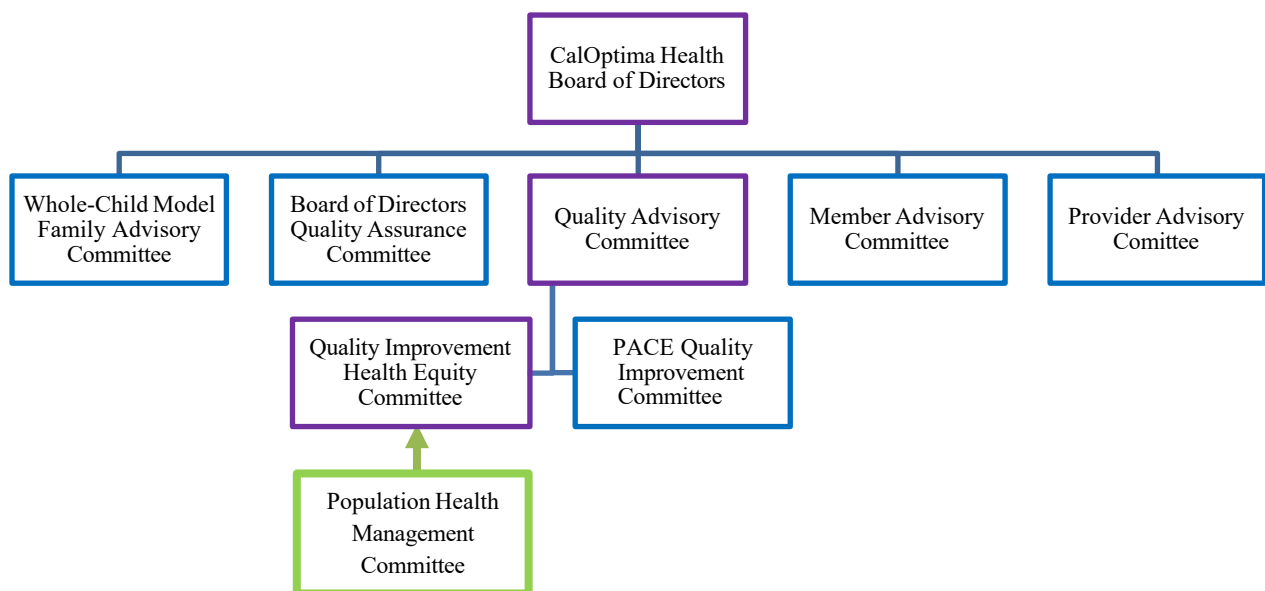 CalOptima Health
Board of Directors
Whole-Child Model
Family Advisory
Committee
Board of Directors
Quality Assurance
Committee
Quality Advisory
Committee
Member Advisory
Committee
Provider Advisory
Comittee
Quality Improvement
Health Equity
Committee
PACE Quality
Improvement
Committee
Population Health
Management
Committee